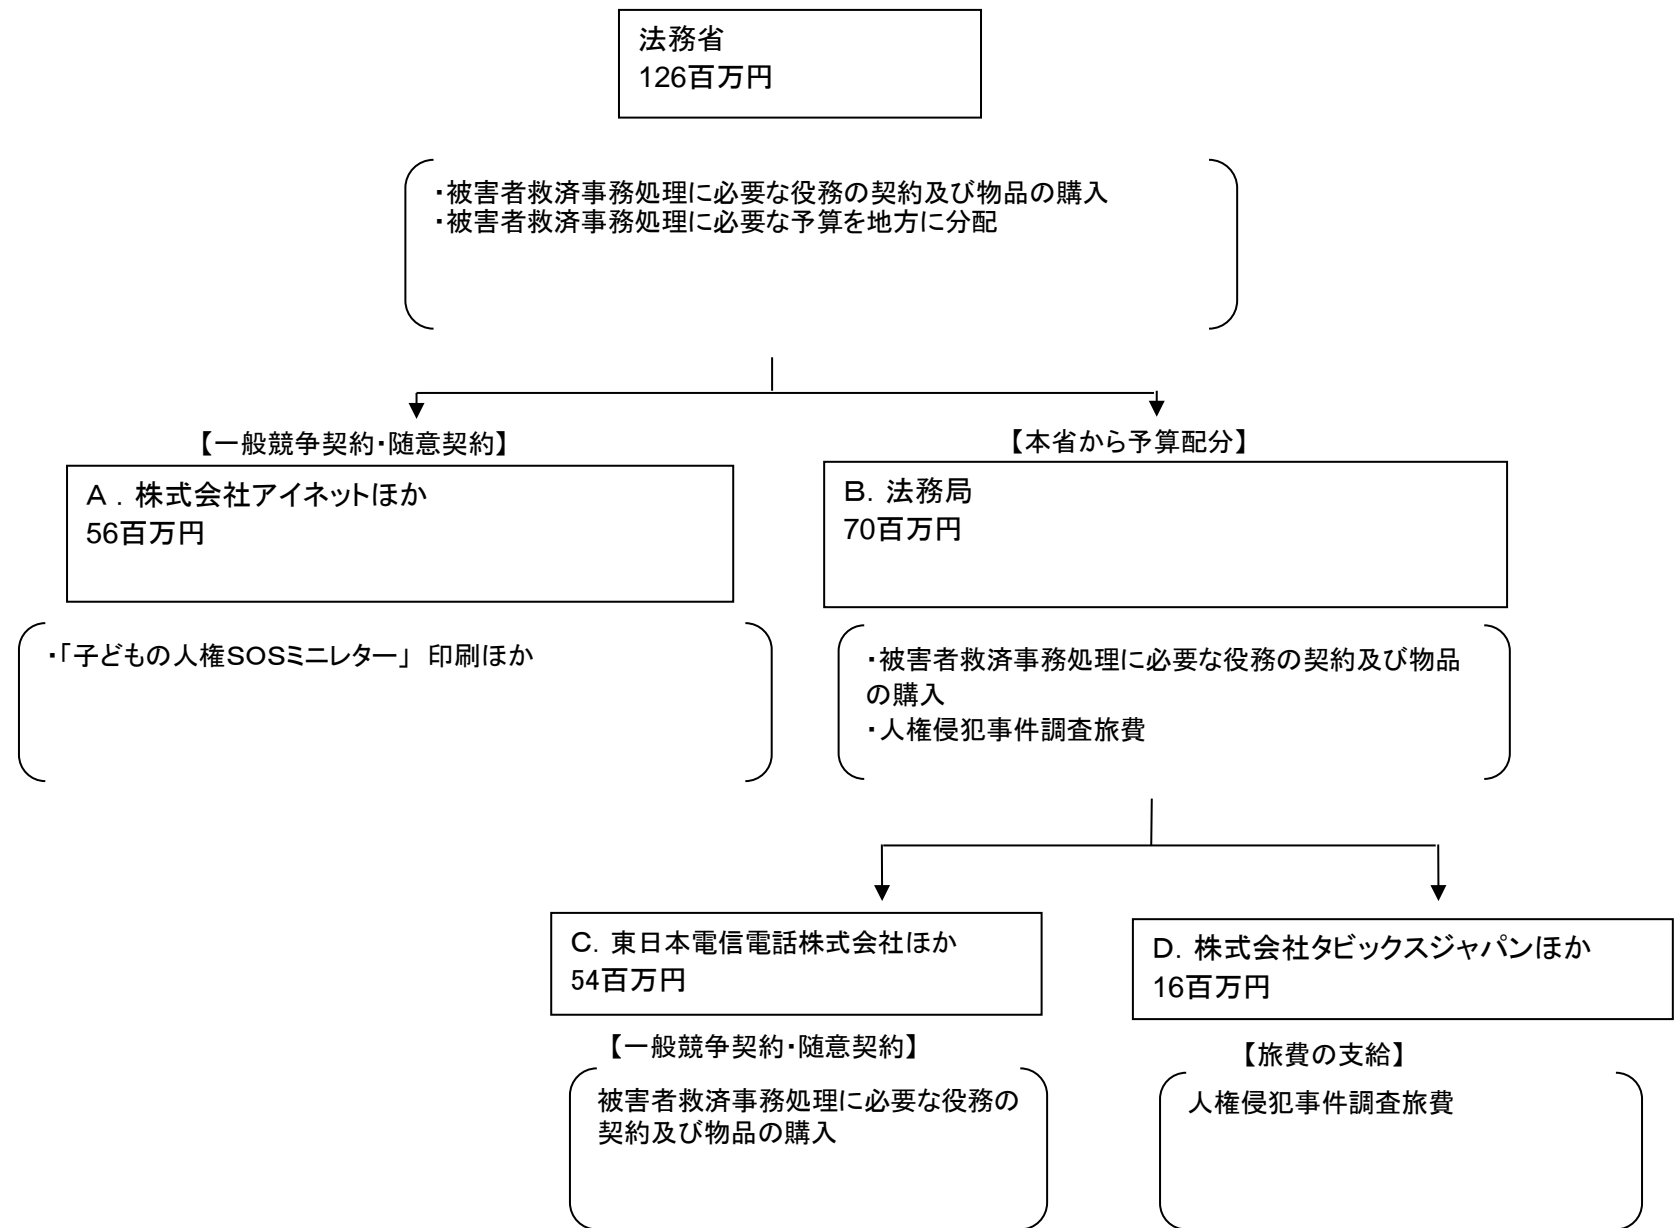 法務省
126百万円
・被害者救済事務処理に必要な役務の契約及び物品の購入
・被害者救済事務処理に必要な予算を地方に分配
【一般競争契約・随意契約】
【本省から予算配分】
A．株式会社アイネットほか
56百万円
B．法務局
70百万円
・「子どもの人権SOSミニレター」 印刷ほか
・被害者救済事務処理に必要な役務の契約及び物品
の購入
・人権侵犯事件調査旅費
C．東日本電信電話株式会社ほか
54百万円
D．株式会社タビックスジャパンほか
16百万円
【一般競争契約・随意契約】
【旅費の支給】
被害者救済事務処理に必要な役務の
契約及び物品の購入
人権侵犯事件調査旅費